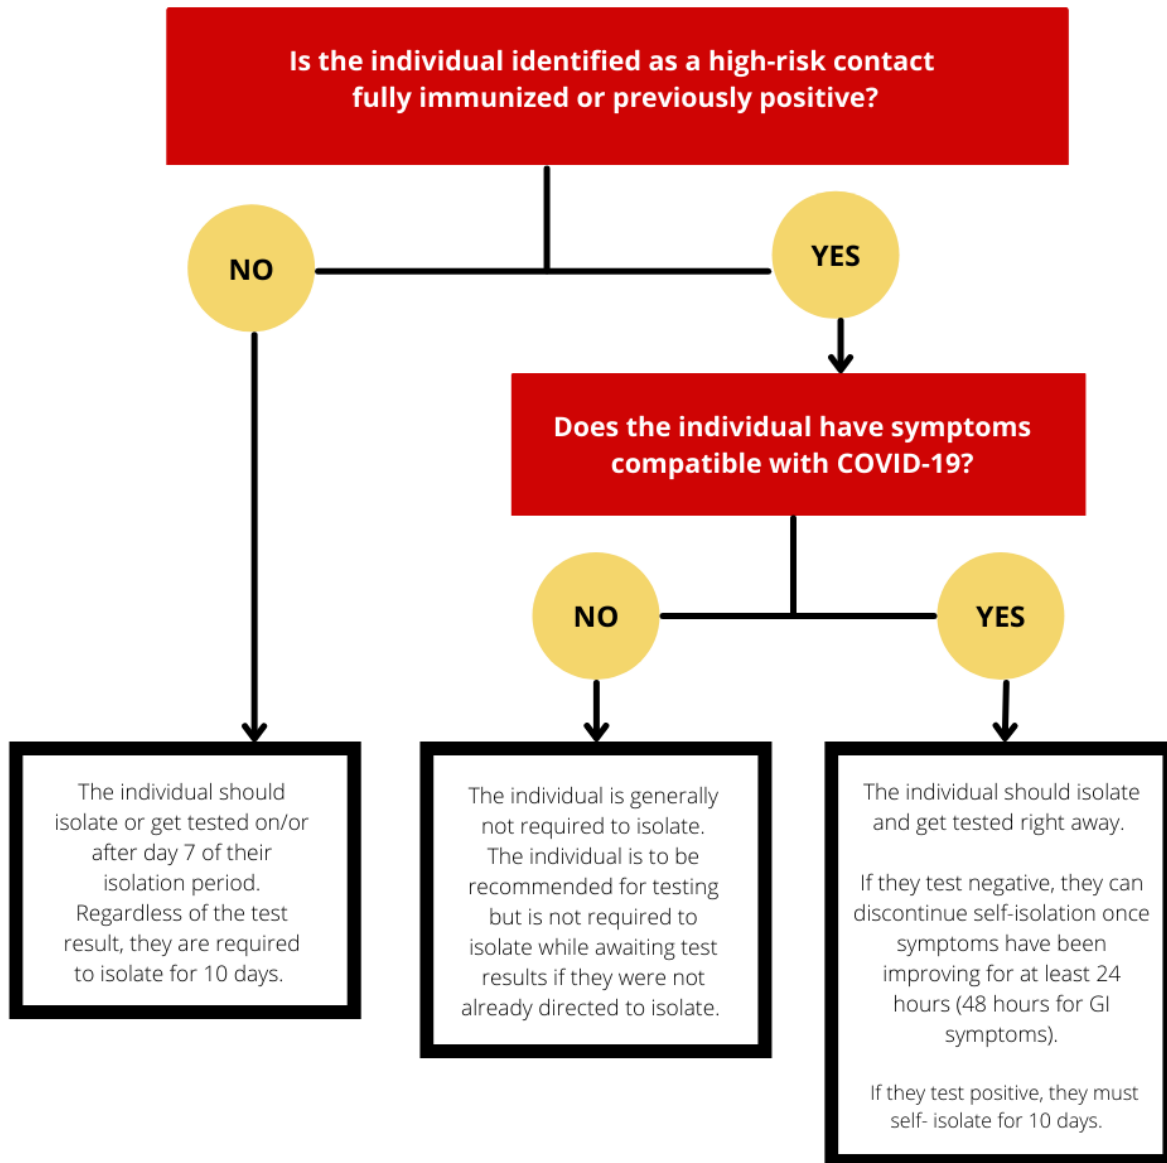 Is the individual identified as a high-risk contact
fully immunized or previously positive?
NO
YES
Does the individual have symptoms
compatible with COVID-19?
NO
YES
The individual should
isolate or get tested on/or
after day 7 of their
isolation period.
Regardless of the test
result, they are required
to isolate for 10 days.
The individual is generally
not required to isolate.
The individual is to be
recommended for testing
but is not required to
isolate while awaiting test
results if they were not
already directed to isolate.
The individual should isolate
and get tested right away.
If they test negative, they can
discontinue self-isolation once
symptoms have been
improving for at least 24
hours (48 hours for GI
symptoms).
If they test positive, they must
self- isolate for 10 days.